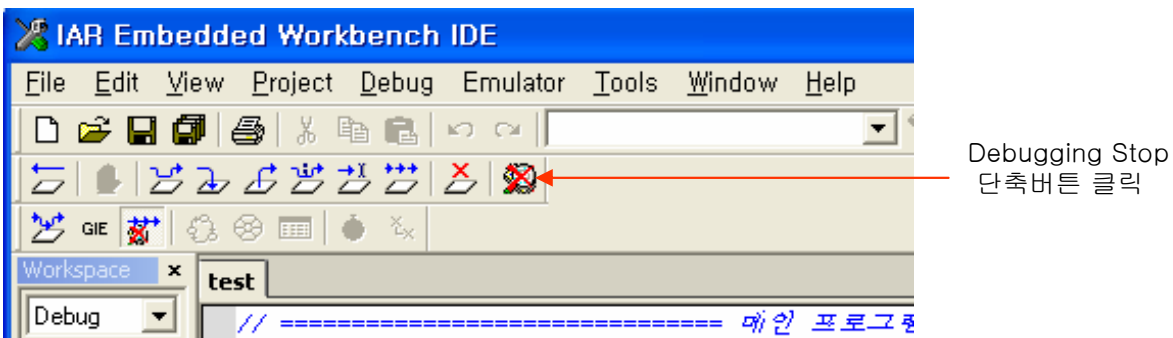 IAR Embedded Workbench IDE
File Edit View Project Debug Emulator Tools Window Help
Debugging Stop
단축버튼 클릭
GIE
Workspace
test
Debug
// ================================ 메인 프로그